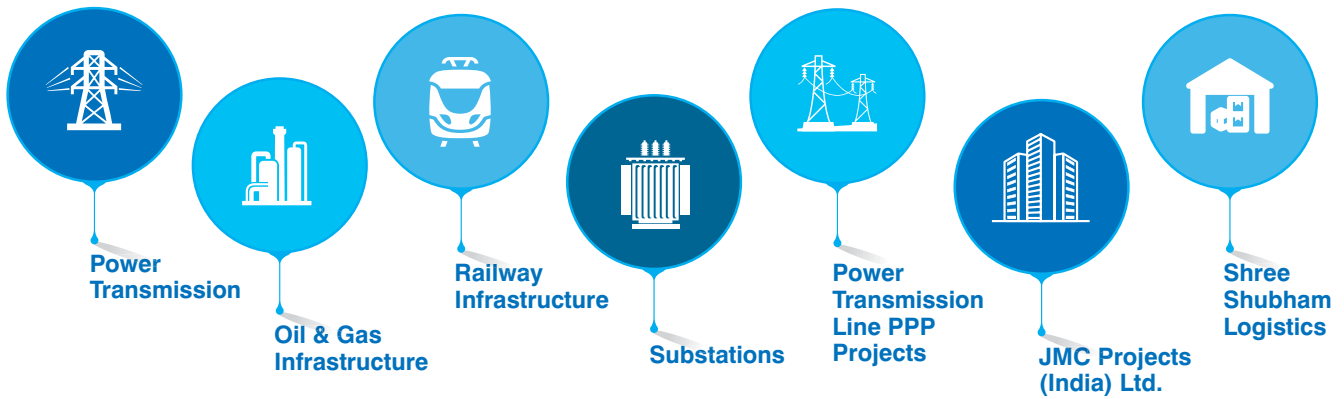 Power
Transmission
Oil & Gas
Infrastructure
Railway
Infrastructure
Substations
Power
Transmission
Line PPP
Projects
JMC Projects
(India) Ltd.
Shree
Shubham
Logistics